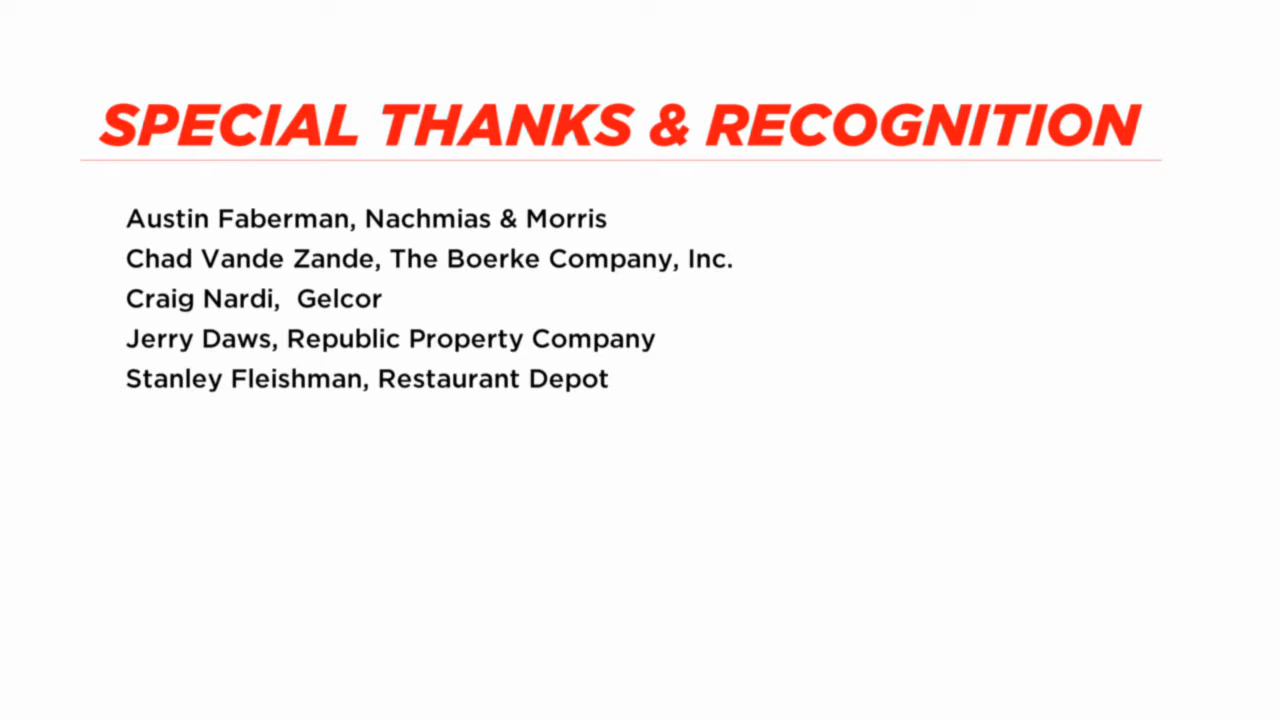 SPECIAL THANKS & RECOGNITION
Austin Faberman, Nachmias & Morris
Chad Vande Zande, The Boerke Company, Inc.
Craig Nardi,  Gelcor
Jerry Daws, Republic Property Company
Stanley Fleishman, Restaurant Depot